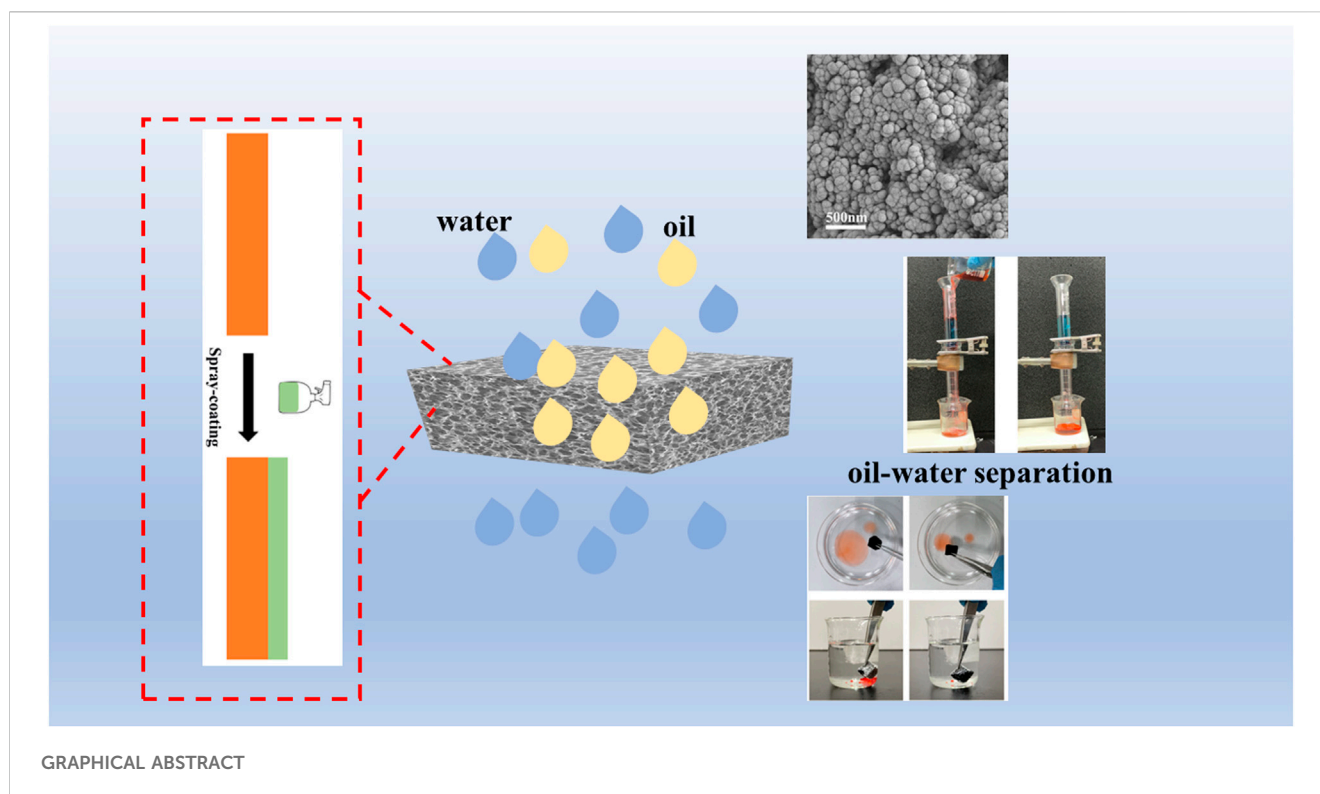 Spray-coating
water
oil
500nm
oil-water separation
GRAPHICAL ABSTRACT